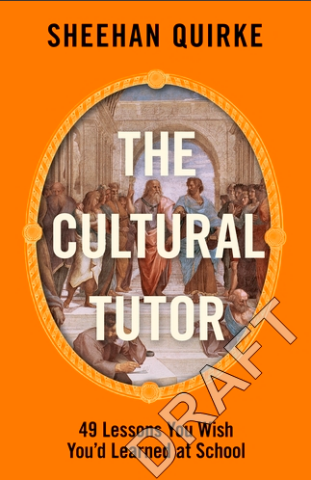 SHEEHAN QUIRKE
THE
CULTURAL
TUTOR
DRAFT
49 Lessons You Wish
You'd Learned at School